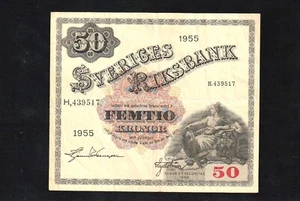 50
1955
SVERIGES
RIKSBANK
H,439517
H,439517
FEMTIO
KRONOR
1955
50